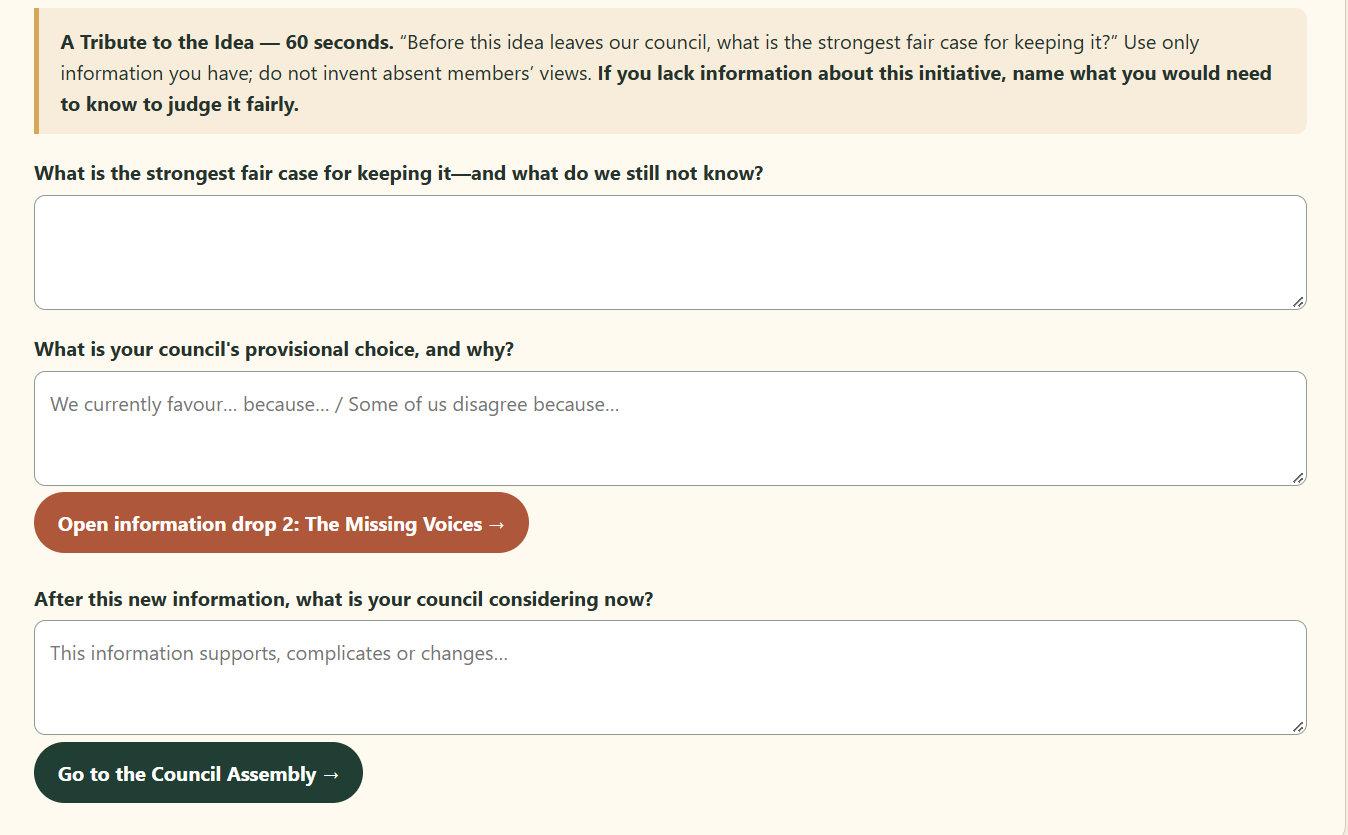 A Tribute to the Idea — 60 seconds. “Before this idea leaves our council, what is the strongest fair case for keeping it?” Use only
information you have; do not invent absent members’ views. If you lack information about this initiative, name what you would need
to know to judge it fairly.
What is the strongest fair case for keeping it—and what do we still not know?
What is your council's provisional choice, and why?
We currently favour… because… / Some of us disagree because…
Open information drop 2: The Missing Voices →
After this new information, what is your council considering now?
This information supports, complicates or changes…
Go to the Council Assembly →